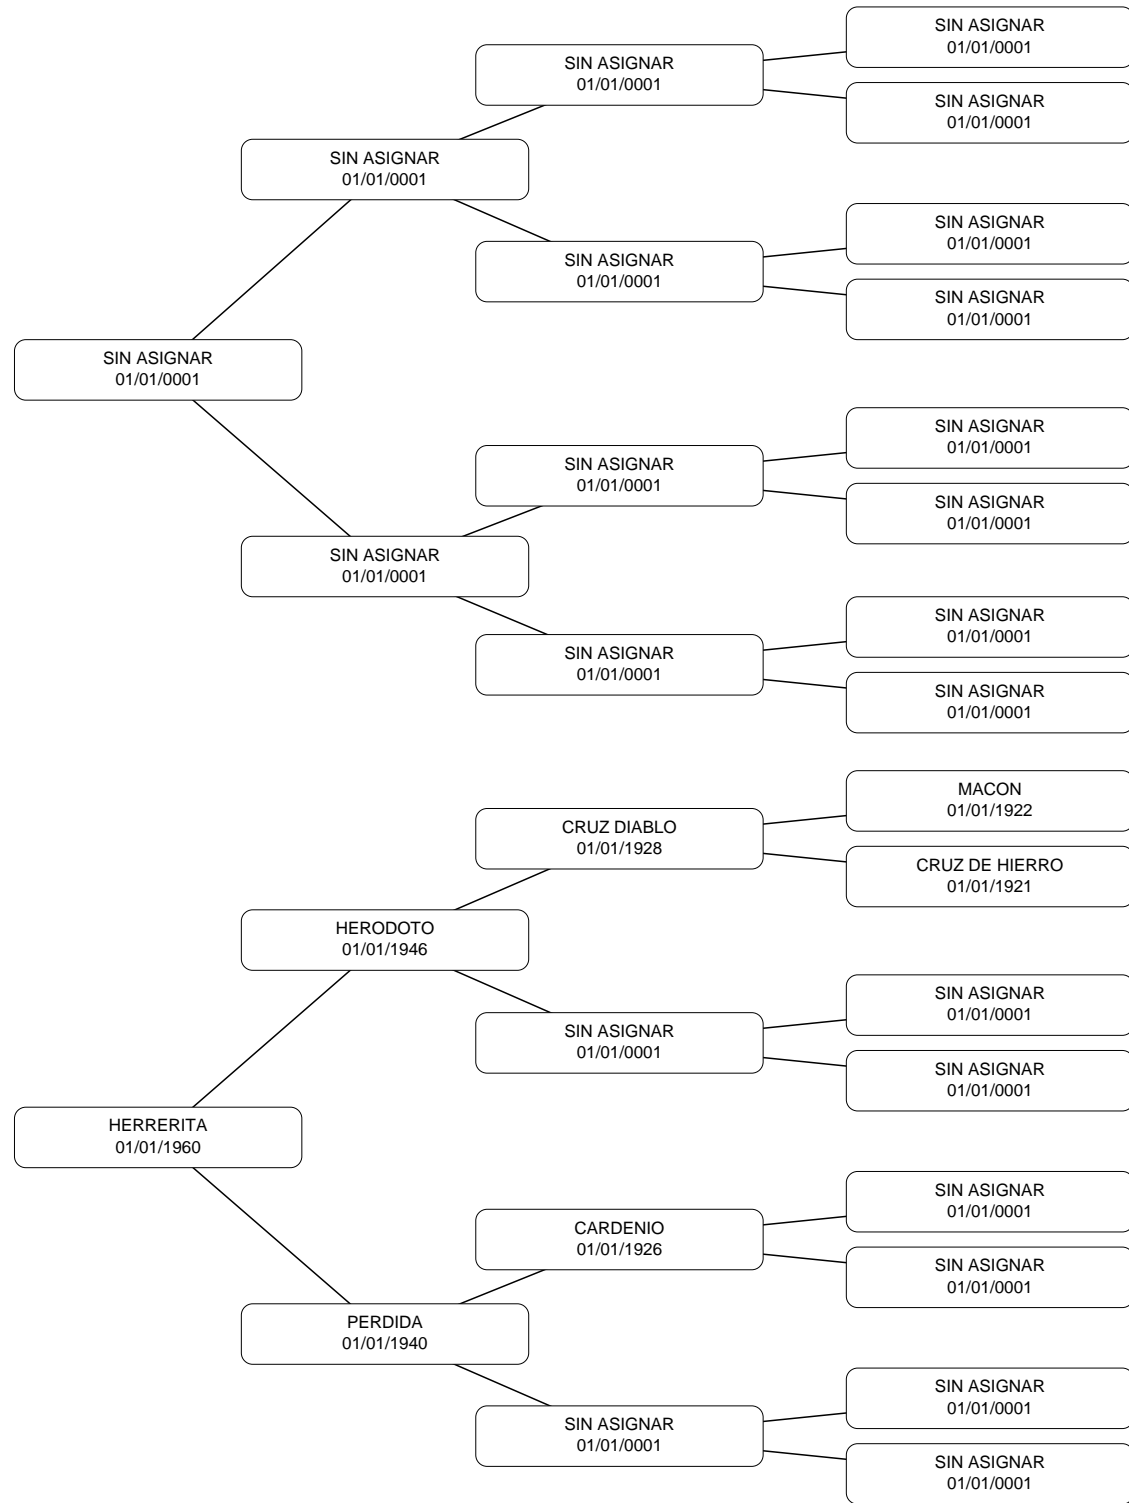 SIN ASIGNAR
01/01/0001
SIN ASIGNAR
01/01/0001
SIN ASIGNAR
01/01/0001
SIN ASIGNAR
01/01/0001
SIN ASIGNAR
01/01/0001
SIN ASIGNAR
01/01/0001
SIN ASIGNAR
01/01/0001
SIN ASIGNAR
01/01/0001
SIN ASIGNAR
01/01/0001
SIN ASIGNAR
01/01/0001
SIN ASIGNAR
01/01/0001
SIN ASIGNAR
01/01/0001
SIN ASIGNAR
01/01/0001
SIN ASIGNAR
01/01/0001
SIN ASIGNAR
01/01/0001
MACON
01/01/1922
CRUZ DIABLO
01/01/1928
CRUZ DE HIERRO
01/01/1921
HERODOTO
01/01/1946
SIN ASIGNAR
01/01/0001
SIN ASIGNAR
01/01/0001
SIN ASIGNAR
01/01/0001
HERRERITA
01/01/1960
SIN ASIGNAR
01/01/0001
CARDENIO
01/01/1926
SIN ASIGNAR
01/01/0001
PERDIDA
01/01/1940
SIN ASIGNAR
01/01/0001
SIN ASIGNAR
01/01/0001
SIN ASIGNAR
01/01/0001